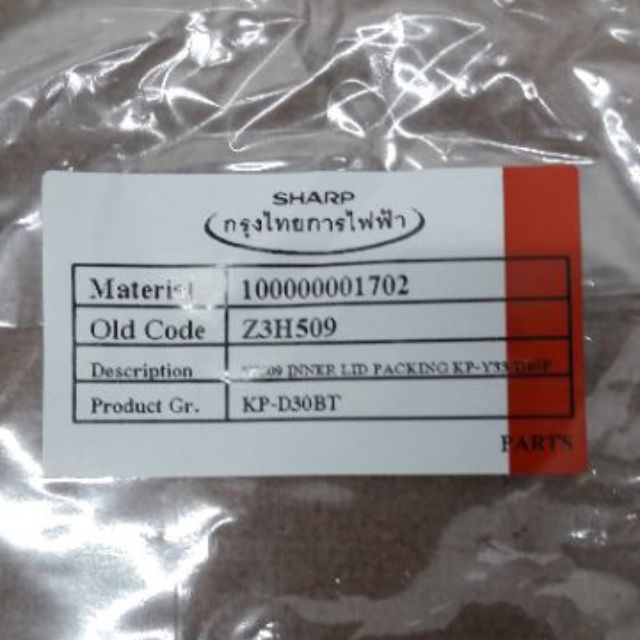 SHARP
กรุงไทยการไฟฟ้า
Material 100000001702
Old Code Z3H509
Description INNER LID PACKING
Product Gr. KP-D30BT
PARTS